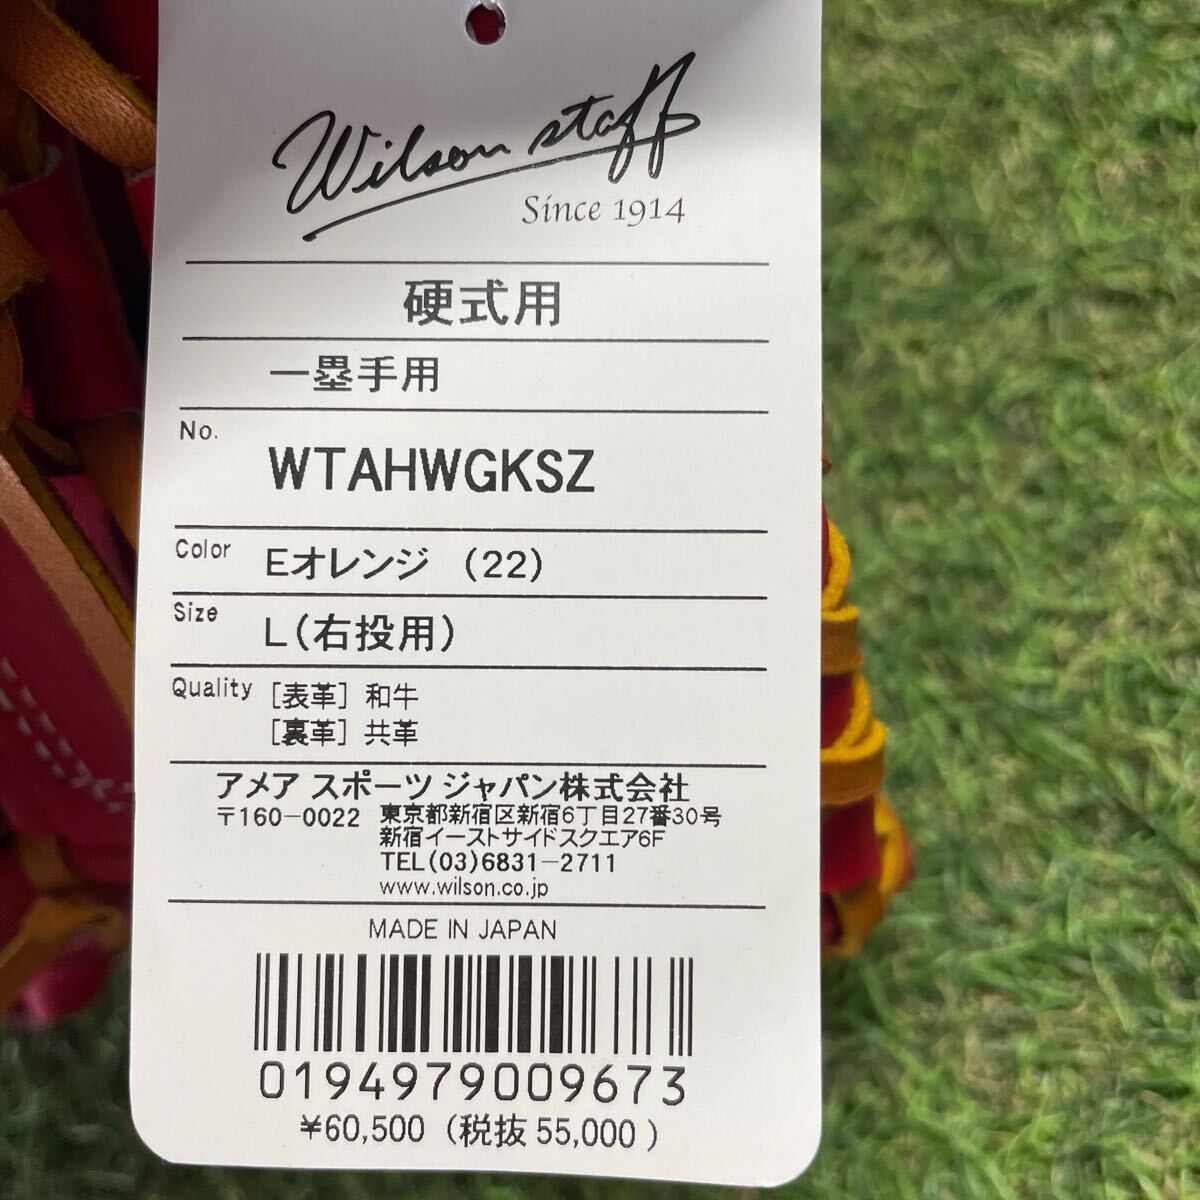 Wilson staff
Since 1914
硬式用
一塁手用
No.
WTAHWGKSZ
Color Eオレンジ (22)
Size L(右投用)
Quality [表革] 和牛
[裏革] 共革
アメア スポーツ ジャパン株式会社
〒160-0022 東京都新宿区新宿6丁目27番30号
新宿イーストサイドスクエア6F
TEL(03)6831-2711
www.wilson.co.jp
MADE IN JAPAN
0194979009673
¥60,500 (税抜 55,000)